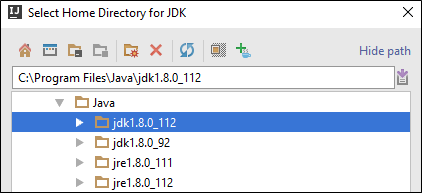 IJ Select Home Directory for JDK
Hide path
C:\Program Files\Java\jdk1.8.0_112
Java
jdk1.8.0_112
jdk1.8.0_92
jre1.8.0_111
jre1.8.0_112